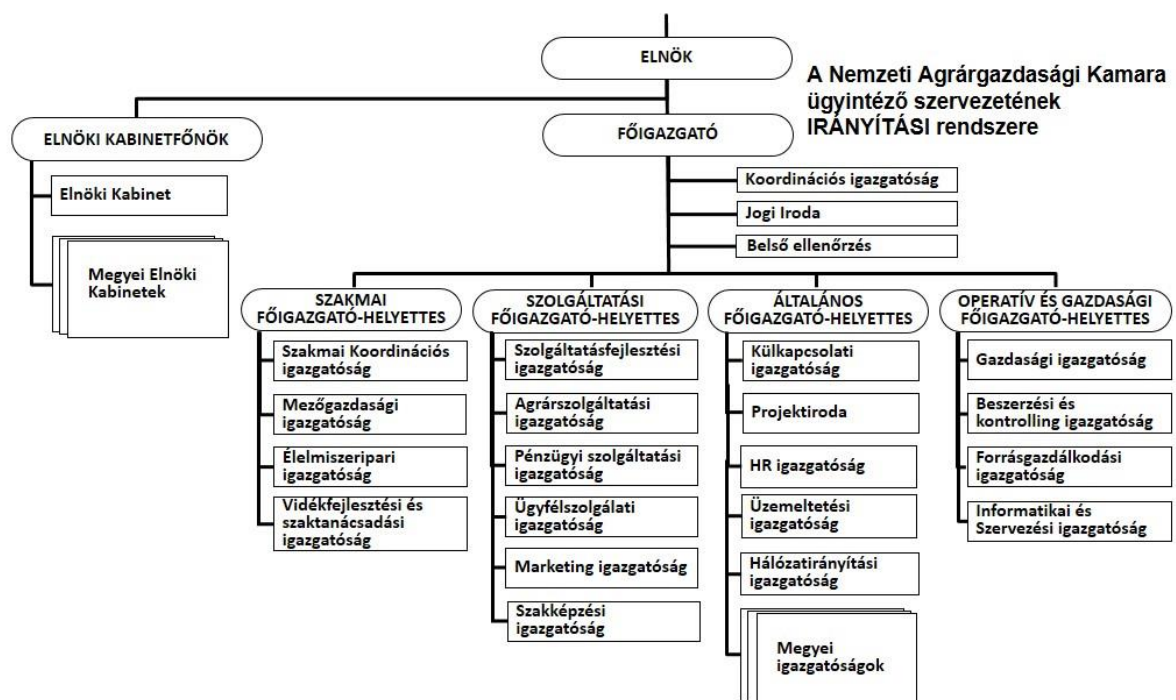 ELNÖK
A Nemzeti Agrárgazdasági Kamara
ügyintéző szervezetének
IRÁNYÍTÁSI rendszere
ELNÖKI KABINETFŐNÖK
FŐIGAZGATÓ
Elnöki Kabinet
Megyei Elnöki
Kabinetek
Koordinációs igazgatóság
Jogi Iroda
Belső ellenőrzés
SZAKMAI
FŐIGAZGATÓ-HELYETTES
Szakmai Koordinációs
igazgatóság
Mezőgazdasági
igazgatóság
Élelmiszeripari
igazgatóság
Vidékfejlesztési és
szaktanácsadási
igazgatóság
SZOLGÁLTATÁSI
FŐIGAZGATÓ-HELYETTES
Szolgáltatásfejlesztési
igazgatóság
Agrárszolgáltatási
igazgatóság
Pénzügyi szolgáltatási
igazgatóság
Ügyfélszolgálati
igazgatóság
Marketing igazgatóság
Szakképzési
igazgatóság
ÁLTALÁNOS
FŐIGAZGATÓ-HELYETTES
Külkapcsolati
igazgatóság
Projektiroda
HR igazgatóság
Üzemeltetési
igazgatóság
Hálózatirányítási
igazgatóság
Megyei
igazgatóságok
OPERATÍV ÉS GAZDASÁGI
FŐIGAZGATÓ-HELYETTES
Gazdasági igazgatóság
Beszerzési és
kontrolling igazgatóság
Forrásgazdálkodási
igazgatóság
Informatikai és
Szervezési igazgatóság